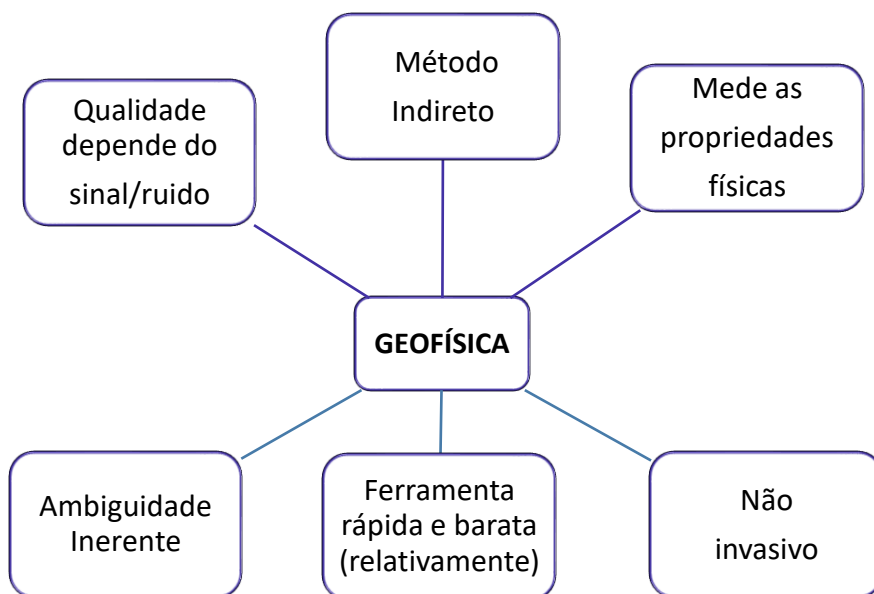 Qualidade
depende do
sinal/ruido
Método
Indireto
Mede as
propriedades
físicas
GEOFÍSICA
Ambiguidade
Inerente
Ferramenta
rápida e barata
(relativamente)
Não
invasivo